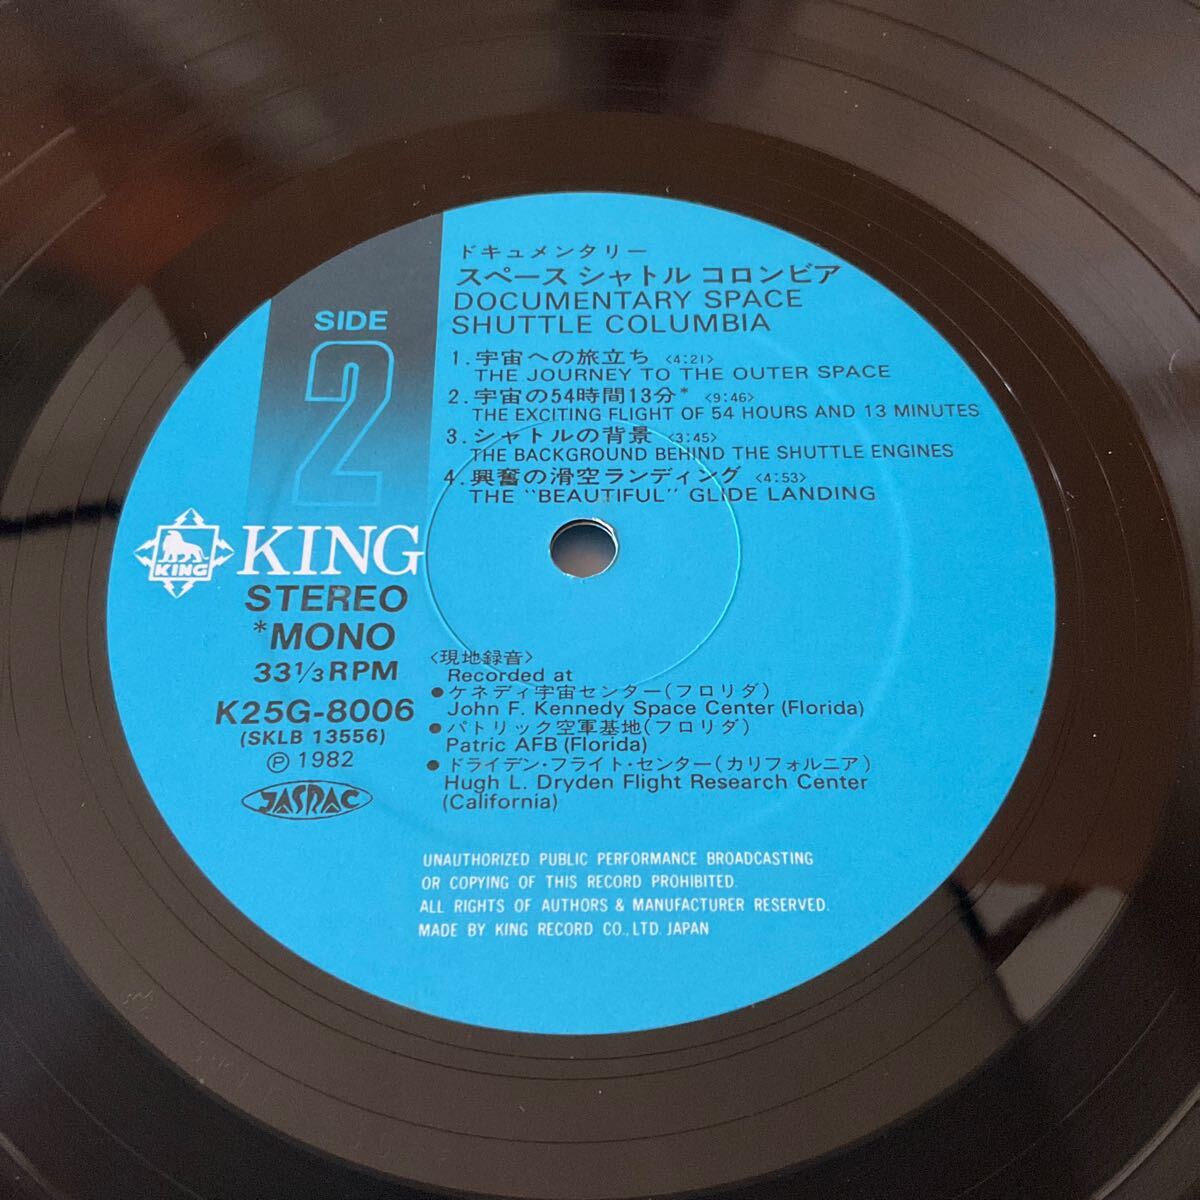 ドキュメンタリー
スペース シャトル コロンビア
DOCUMENTARY SPACE
SHUTTLE COLUMBIA
SIDE
2
1. 宇宙への旅立ち 〈4:21〉
THE JOURNEY TO THE OUTER SPACE
2. 宇宙の54時間13分* 〈9:46〉
THE EXCITING FLIGHT OF 54 HOURS AND 13 MINUTES
3. シャトルの背景 〈3:45〉
THE BACKGROUND BEHIND THE SHUTTLE ENGINES
4. 興奮の滑空ランディング 〈4:53〉
THE "BEAUTIFUL" GLIDE LANDING
KING
KING
STEREO
*MONO
33 1/3 RPM
K25G-8006
(SKLB 13556)
Ⓟ 1982
JASRAC
〈現地録音〉
Recorded at
●ケネディ宇宙センター(フロリダ)
John F. Kennedy Space Center (Florida)
●パトリック空軍基地(フロリダ)
Patric AFB (Florida)
●ドライデン・フライト・センター(カリフォルニア)
Hugh L. Dryden Flight Research Center
(California)
UNAUTHORIZED PUBLIC PERFORMANCE BROADCASTING
OR COPYING OF THIS RECORD PROHIBITED.
ALL RIGHTS OF AUTHORS & MANUFACTURER RESERVED.
MADE BY KING RECORD CO., LTD. JAPAN